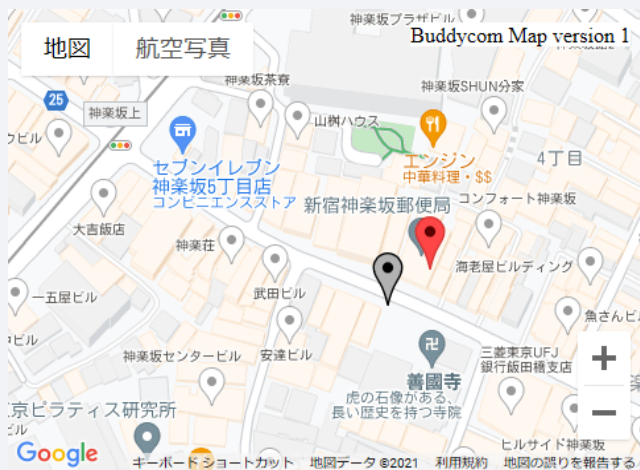 地図
航空写真
Buddycom Map version 1
神楽坂プラザビル
神楽坂茶寮
神楽坂SHUN分家
25
神楽坂上
山桝ハウス
エンジン
中華料理・$$
4丁目
セブンイレブン
神楽坂5丁目店
コンビニエンスストア
新宿神楽坂郵便局
コンフォート神楽坂
大吉飯店
神楽荘
海老屋ビルディング
武田ビル
一五屋ビル
魚さんビ
神楽坂センタービル
安達ビル
卍
善國寺
虎の石像がある、
長い歴史を持つ寺院
三菱東京UFJ
銀行飯田橋支店
+
−
京ピラティス研究所
ヒルサイド神楽坂
Google
キーボード ショートカット
地図データ ©2021
利用規約
地図の誤りを報告する